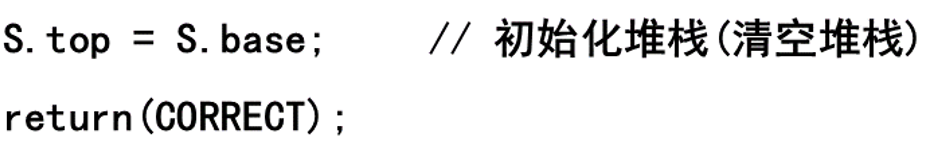 S.top = S.base;     // 初始化堆栈(清空堆栈)
return(CORRECT);